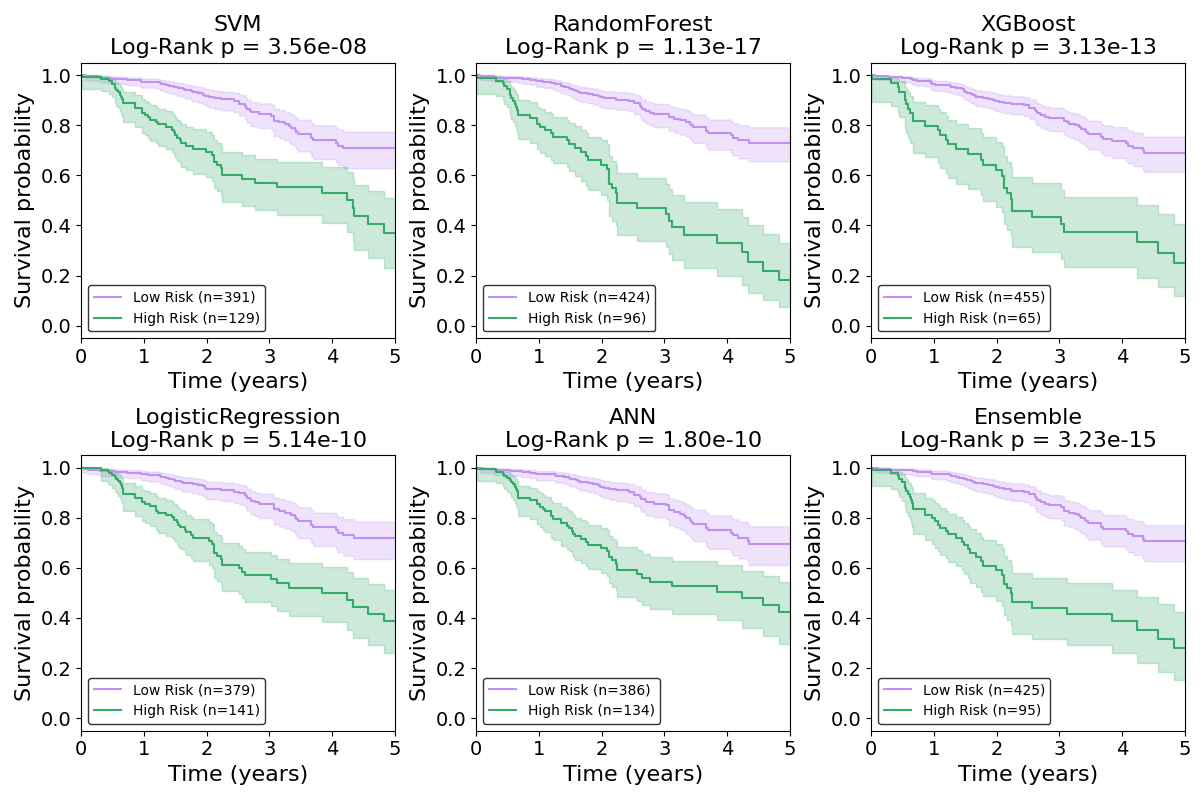 SVM
Log-Rank p = 3.56e-08
Survival probability
1.0
0.8
0.6
0.4
0.2
0.0
Low Risk (n=391)
High Risk (n=129)
0 1 2 3 4 5
Time (years)
RandomForest
Log-Rank p = 1.13e-17
Survival probability
1.0
0.8
0.6
0.4
0.2
0.0
Low Risk (n=424)
High Risk (n=96)
0 1 2 3 4 5
Time (years)
XGBoost
Log-Rank p = 3.13e-13
Survival probability
1.0
0.8
0.6
0.4
0.2
0.0
Low Risk (n=455)
High Risk (n=65)
0 1 2 3 4 5
Time (years)
LogisticRegression
Log-Rank p = 5.14e-10
Survival probability
1.0
0.8
0.6
0.4
0.2
0.0
Low Risk (n=379)
High Risk (n=141)
0 1 2 3 4 5
Time (years)
ANN
Log-Rank p = 1.80e-10
Survival probability
1.0
0.8
0.6
0.4
0.2
0.0
Low Risk (n=386)
High Risk (n=134)
0 1 2 3 4 5
Time (years)
Ensemble
Log-Rank p = 3.23e-15
Survival probability
1.0
0.8
0.6
0.4
0.2
0.0
Low Risk (n=425)
High Risk (n=95)
0 1 2 3 4 5
Time (years)